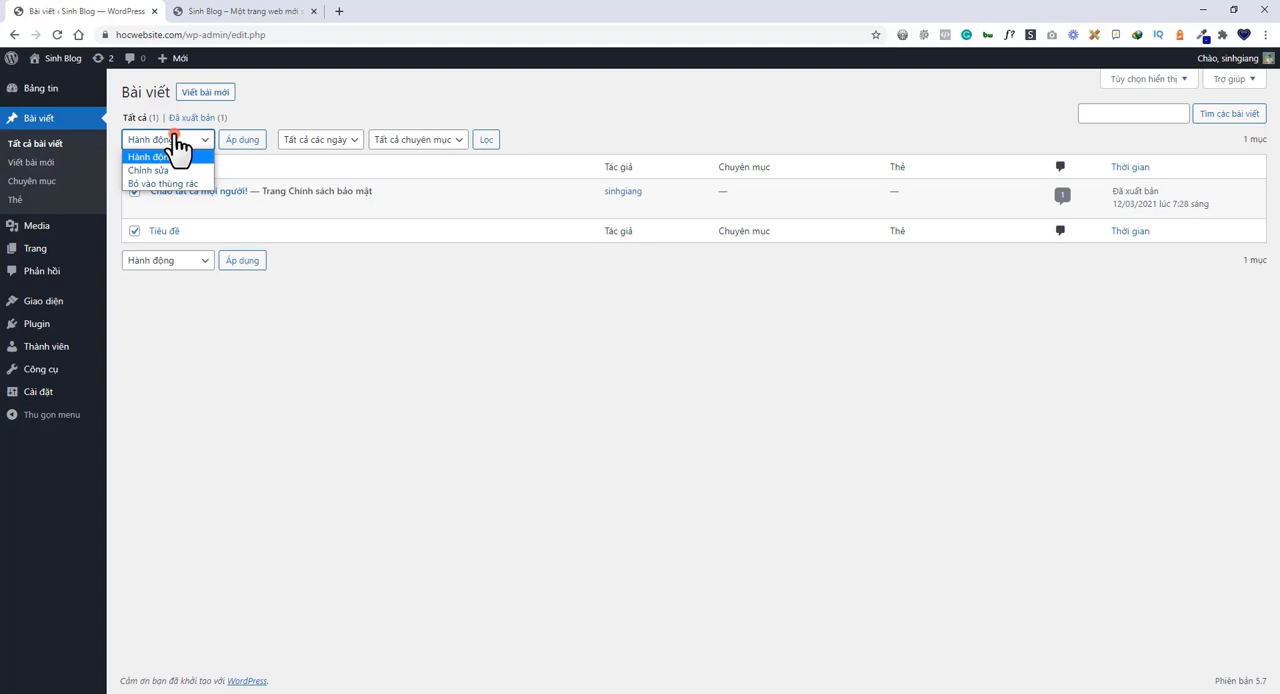 Bài viết ‹ Sinh Blog — WordPress
Sinh Blog – Một trang web mới s
hocwebsite.com/wp-admin/edit.php
Sinh Blog 2 0 Mới
Chào, sinhgiang
Bảng tin
Bài viết
Tất cả bài viết
Viết bài mới
Chuyên mục
Thẻ
Media
Trang
Phản hồi
Giao diện
Plugin
Thành viên
Công cụ
Cài đặt
Thu gọn menu
Tùy chọn hiển thị
Trợ giúp
Bài viết Viết bài mới
Tất cả (1) | Đã xuất bản (1)
Tìm các bài viết
Áp dụng Tất cả các ngày Tất cả chuyên mục Lọc
1 mục
Chỉnh sửa
Bỏ vào thùng rác
Tác giả Chuyên mục Thẻ Thời gian
Chào tất cả mọi người! — Trang Chính sách bảo mật sinhgiang — — 1 Đã xuất bản
12/03/2021 lúc 7:28 sáng
Tiêu đề Tác giả Chuyên mục Thẻ Thời gian
Hành động Áp dụng 1 mục
Cảm ơn bạn đã khởi tạo với WordPress.
Phiên bản 5.7